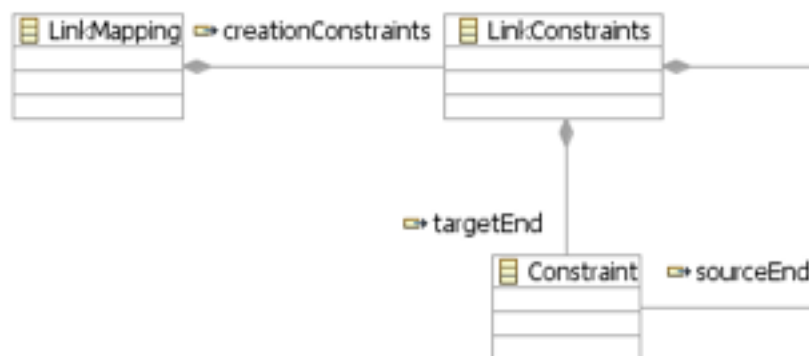 LinkMapping
creationConstraints
LinkConstraints
targetEnd
Constraint
sourceEnd